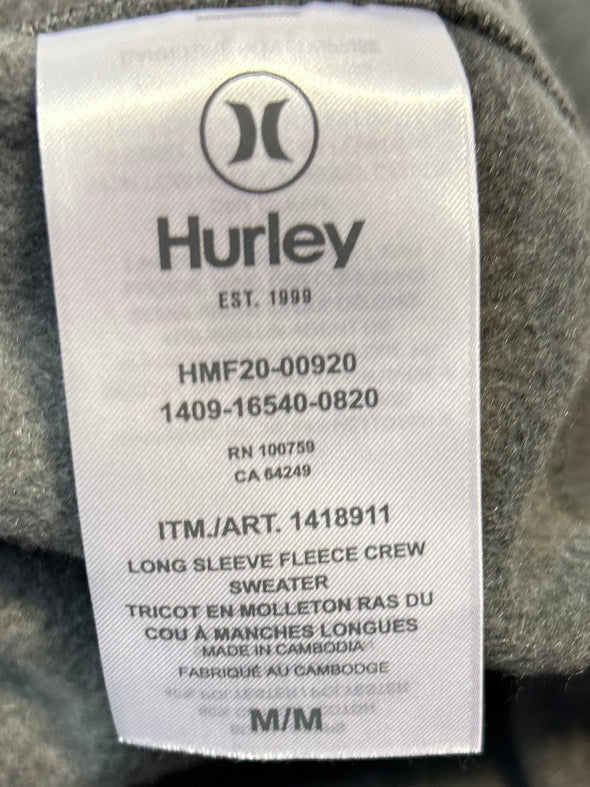 Hurley
EST. 1999
HMF20-00920
1409-16540-0820
RN 100759
CA 64249
ITM./ART. 1418911
LONG SLEEVE FLEECE CREW
SWEATER
TRICOT EN MOLLETON RAS DU
COU À MANCHES LONGUES
MADE IN CAMBODIA
FABRIQUÉ AU CAMBODGE
M/M